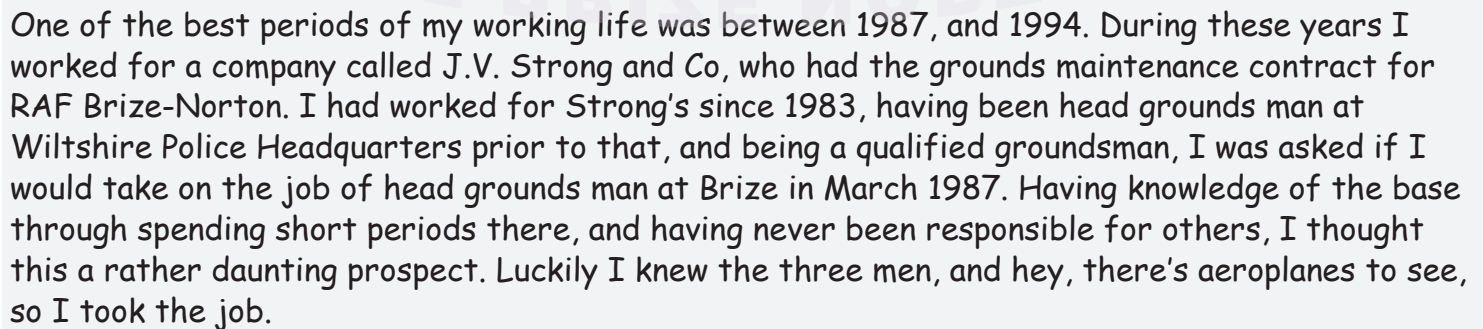 One of the best periods of my working life was between 1987, and 1994. During these years I
worked for a company called J.V. Strong and Co, who had the grounds maintenance contract for
RAF Brize-Norton. I had worked for Strong's since 1983, having been head grounds man at
Wiltshire Police Headquarters prior to that, and being a qualified groundsman, I was asked if I
would take on the job of head grounds man at Brize in March 1987. Having knowledge of the base
through spending short periods there, and having never been responsible for others, I thought
this a rather daunting prospect. Luckily I knew the three men, and hey, there's aeroplanes to see,
so I took the job.